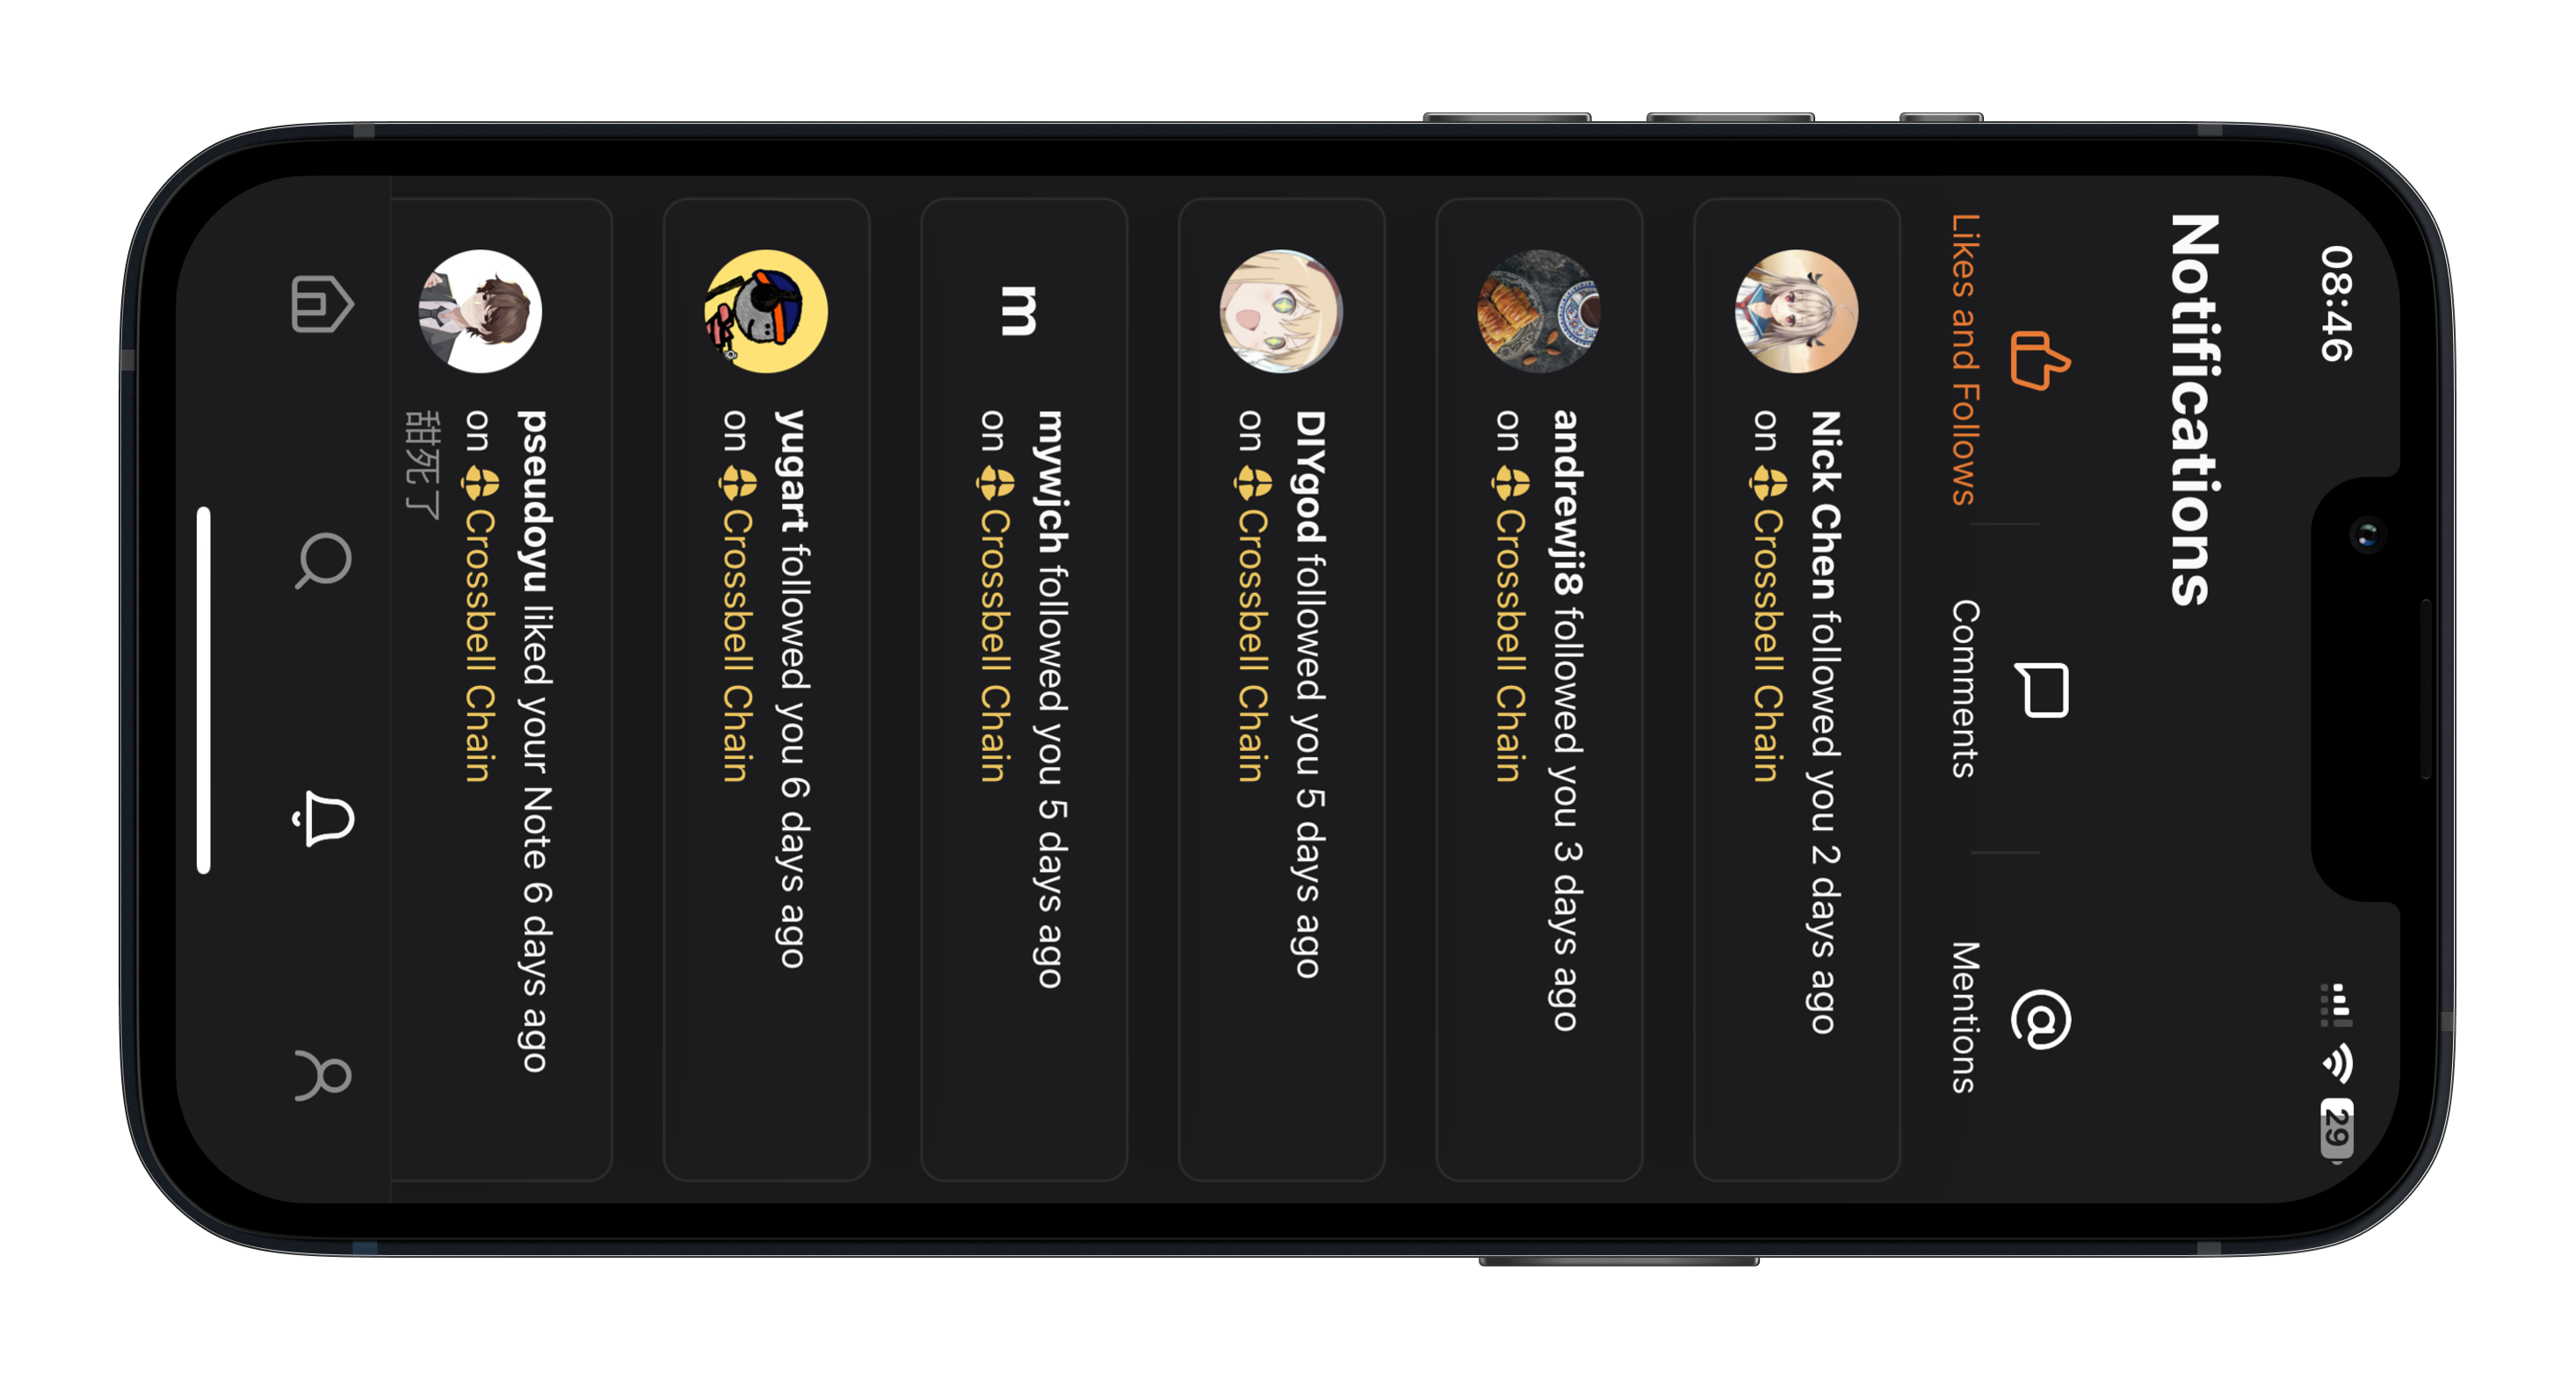 08:46
29
Notifications
Likes and Follows
Comments
Mentions
Nick Chen followed you 2 days ago
on Crossbell Chain
andrewji8 followed you 3 days ago
on Crossbell Chain
DIYgod followed you 5 days ago
on Crossbell Chain
m
mywjch followed you 5 days ago
on Crossbell Chain
yugart followed you 6 days ago
on Crossbell Chain
pseudoyu liked your Note 6 days ago
on Crossbell Chain
甜死了